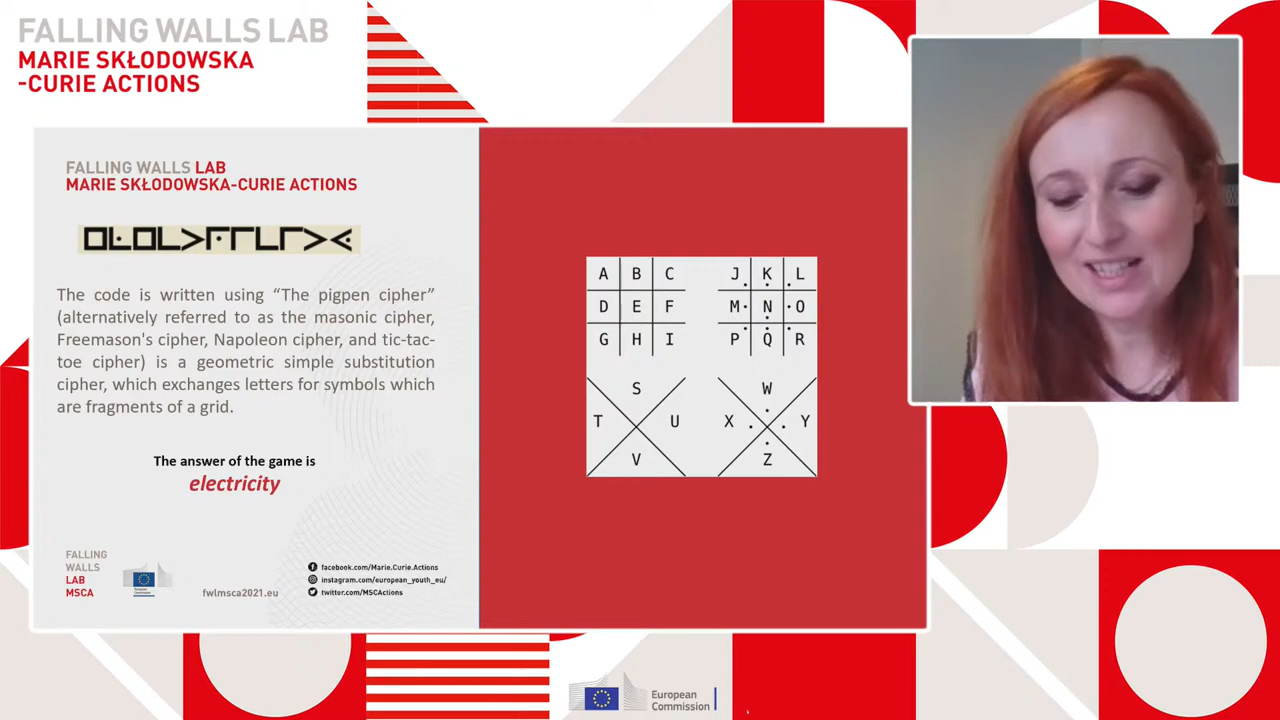 FALLING WALLS LAB
MARIE SKŁODOWSKA
-CURIE ACTIONS
FALLING WALLS LAB
MARIE SKŁODOWSKA-CURIE ACTIONS
The code is written using “The pigpen cipher”
(alternatively referred to as the masonic cipher,
Freemason's cipher, Napoleon cipher, and tic-tac-
toe cipher) is a geometric simple substitution
cipher, which exchanges letters for symbols which
are fragments of a grid.
The answer of the game is
electricity
FALLING
WALLS
LAB
MSCA
European
Commission
fwlmsca2021.eu
facebook.com/Marie.Curie.Actions
instagram.com/european_youth_eu/
twitter.com/MSCActions
A B C
D E F
G H I
J K L
M N O
P Q R
S
T U
V
W
X Y
Z
European
Commission